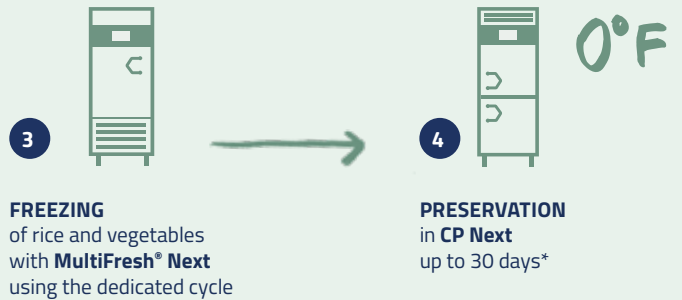 3
FREEZING
of rice and vegetables
with MultiFresh® Next
using the dedicated cycle
0°F
4
PRESERVATION
in CP Next
up to 30 days*